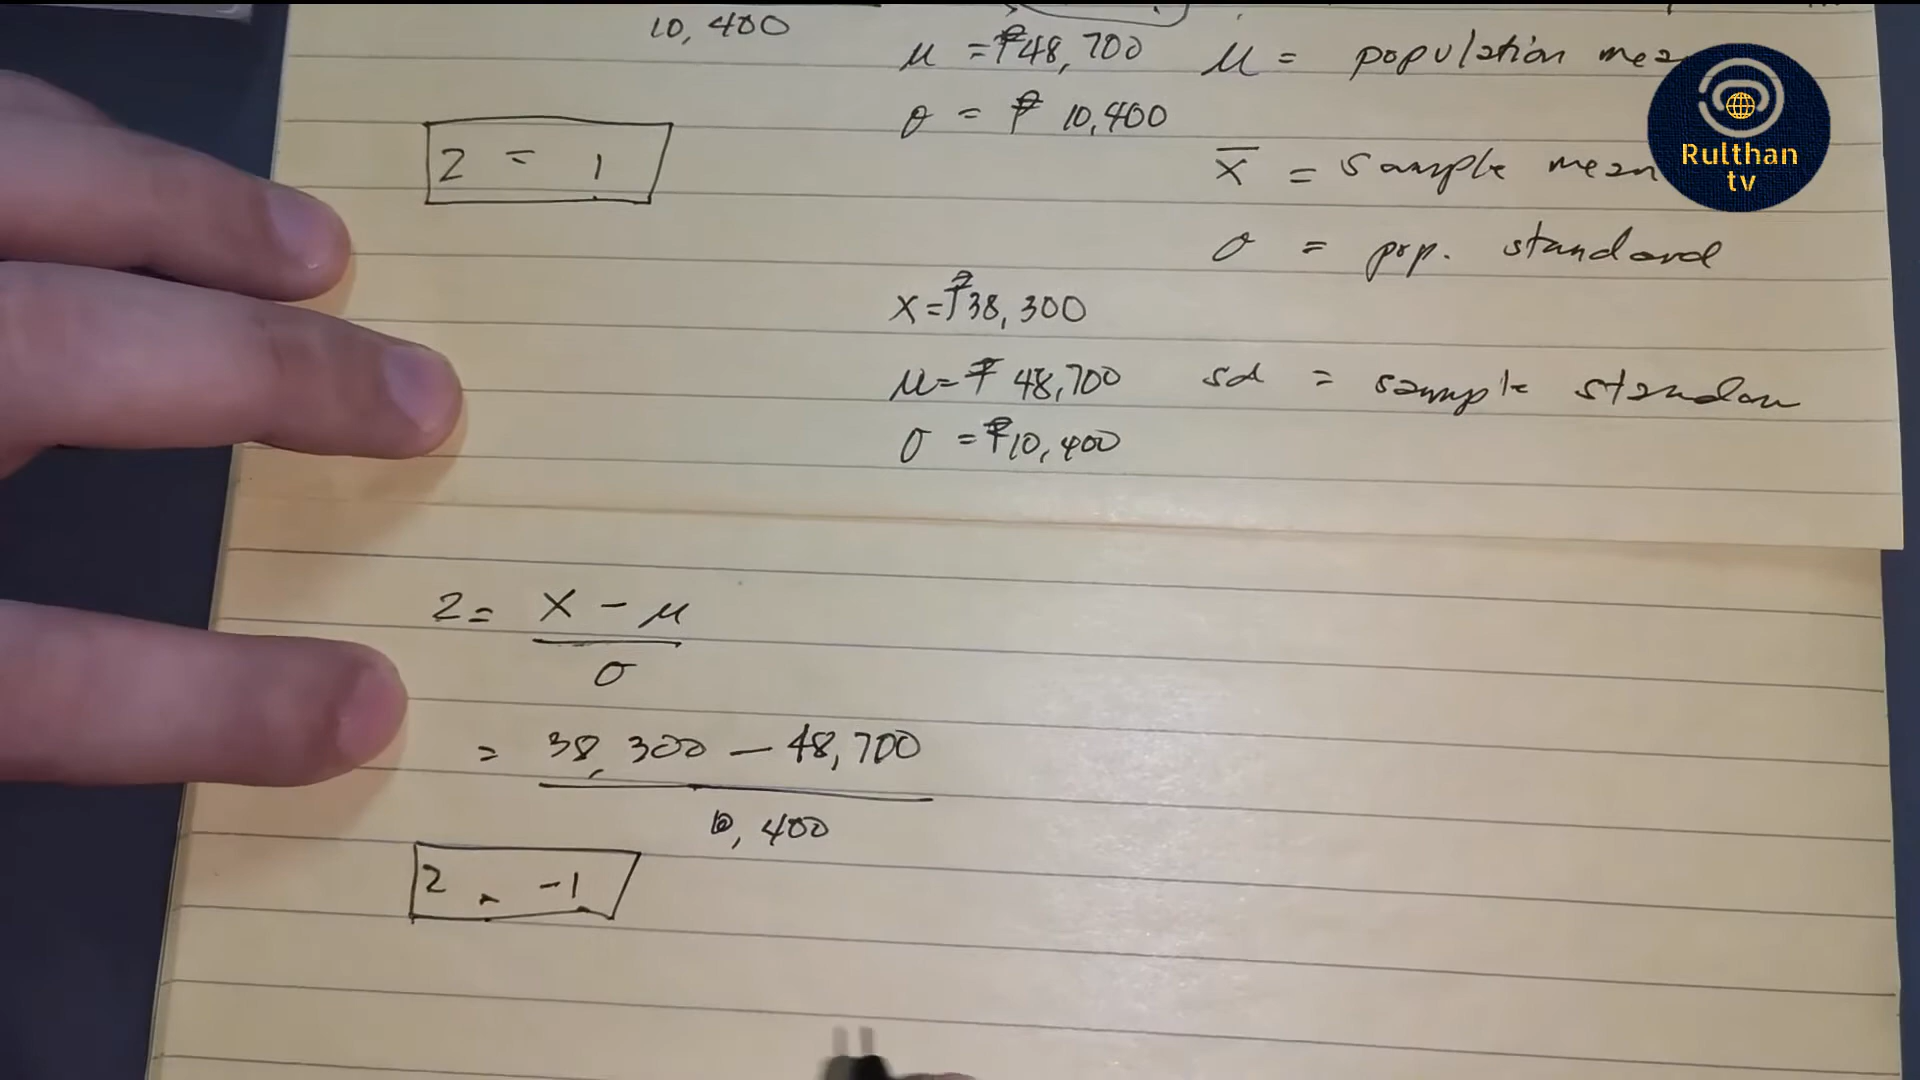 10,400
μ = ₱48,700
μ = population mea
σ = ₱ 10,400
z = 1
x̄ = sample mean
σ = pop. standard
x = ₱38,300
μ = ₱ 48,700
sd = sample standar
σ = ₱10,400
z = x - μ
σ
= 38,300 - 48,700
10,400
z = -1
Rulthan
tv